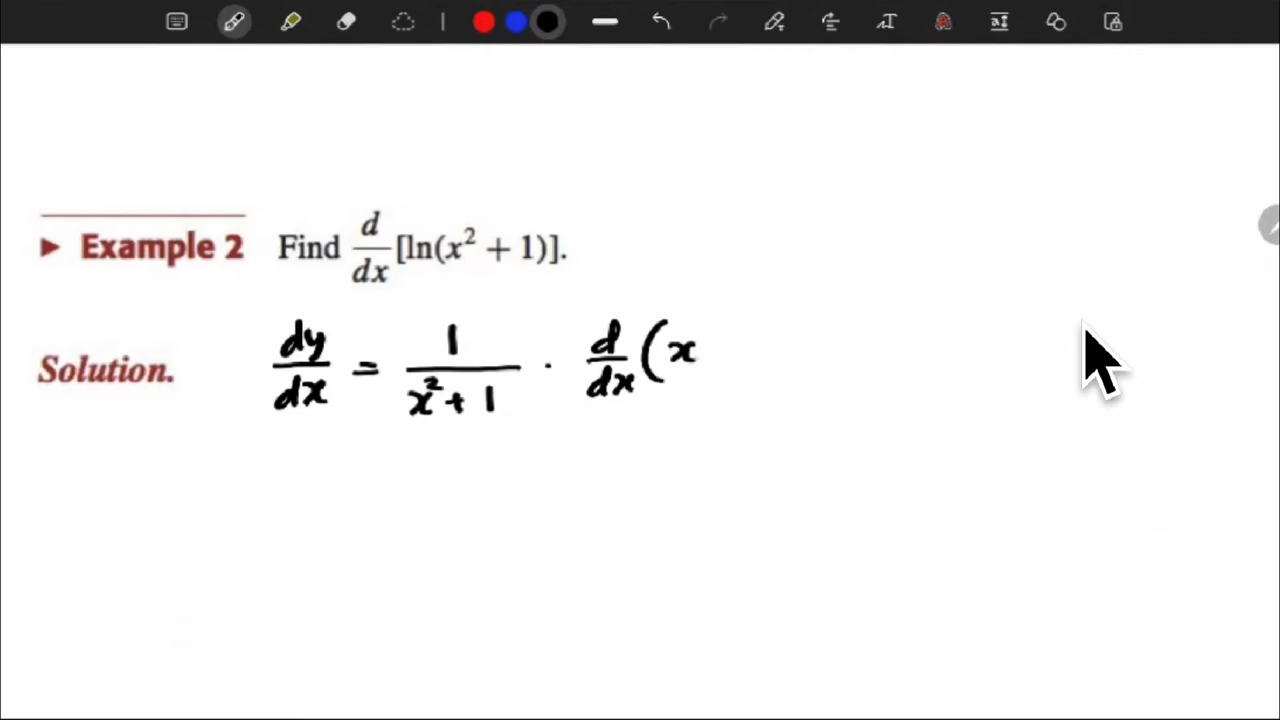 ► Example 2 Find d/dx [ln(x² + 1)].
Solution. dy/dx = 1/(x² + 1) · d/dx (x